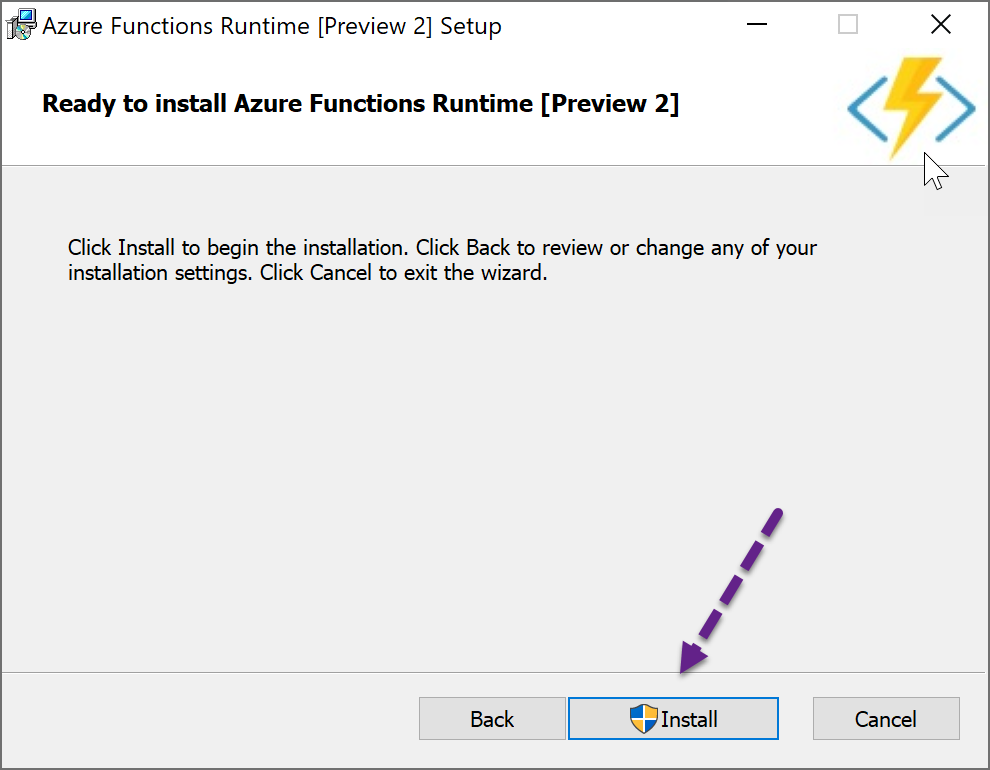 Azure Functions Runtime [Preview 2] Setup
Ready to install Azure Functions Runtime [Preview 2]
Click Install to begin the installation. Click Back to review or change any of your
installation settings. Click Cancel to exit the wizard.
Back
Install
Cancel